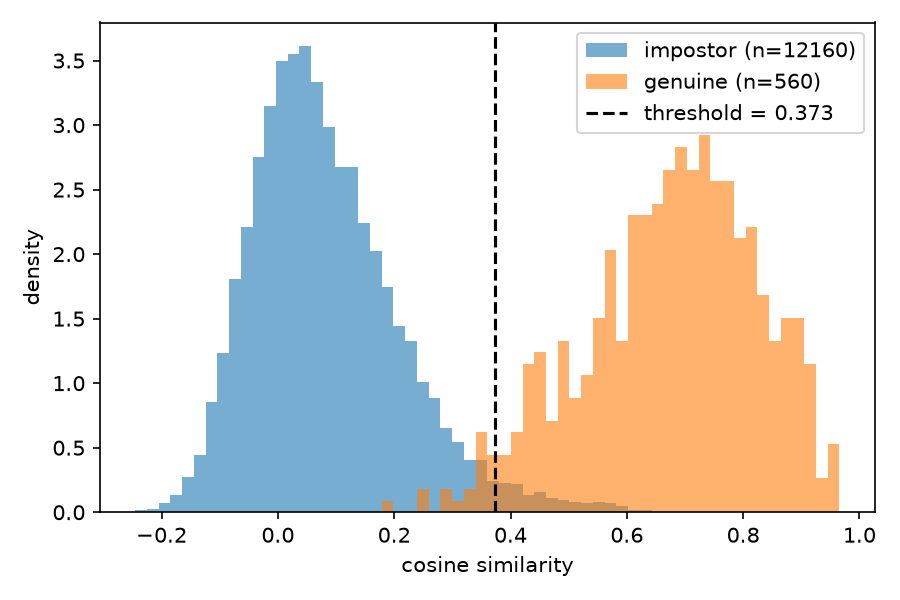 impostor (n=12160)
genuine (n=560)
threshold = 0.373
density
3.5
3.0
2.5
2.0
1.5
1.0
0.5
0.0
−0.2 0.0 0.2 0.4 0.6 0.8 1.0
cosine similarity